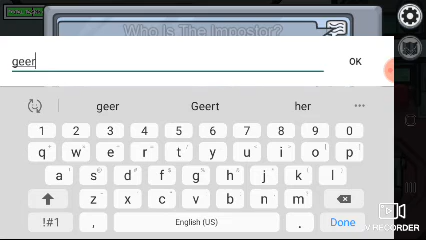 Who Is The Impostor?
geer
OK
geer Geert her ...
1 2 3 4 5 6 7 8 9 0
q w e r t y u i o p
a s d f g h j k l
z x c v b n m
!#1 , English (US) . Done
V RECORDER